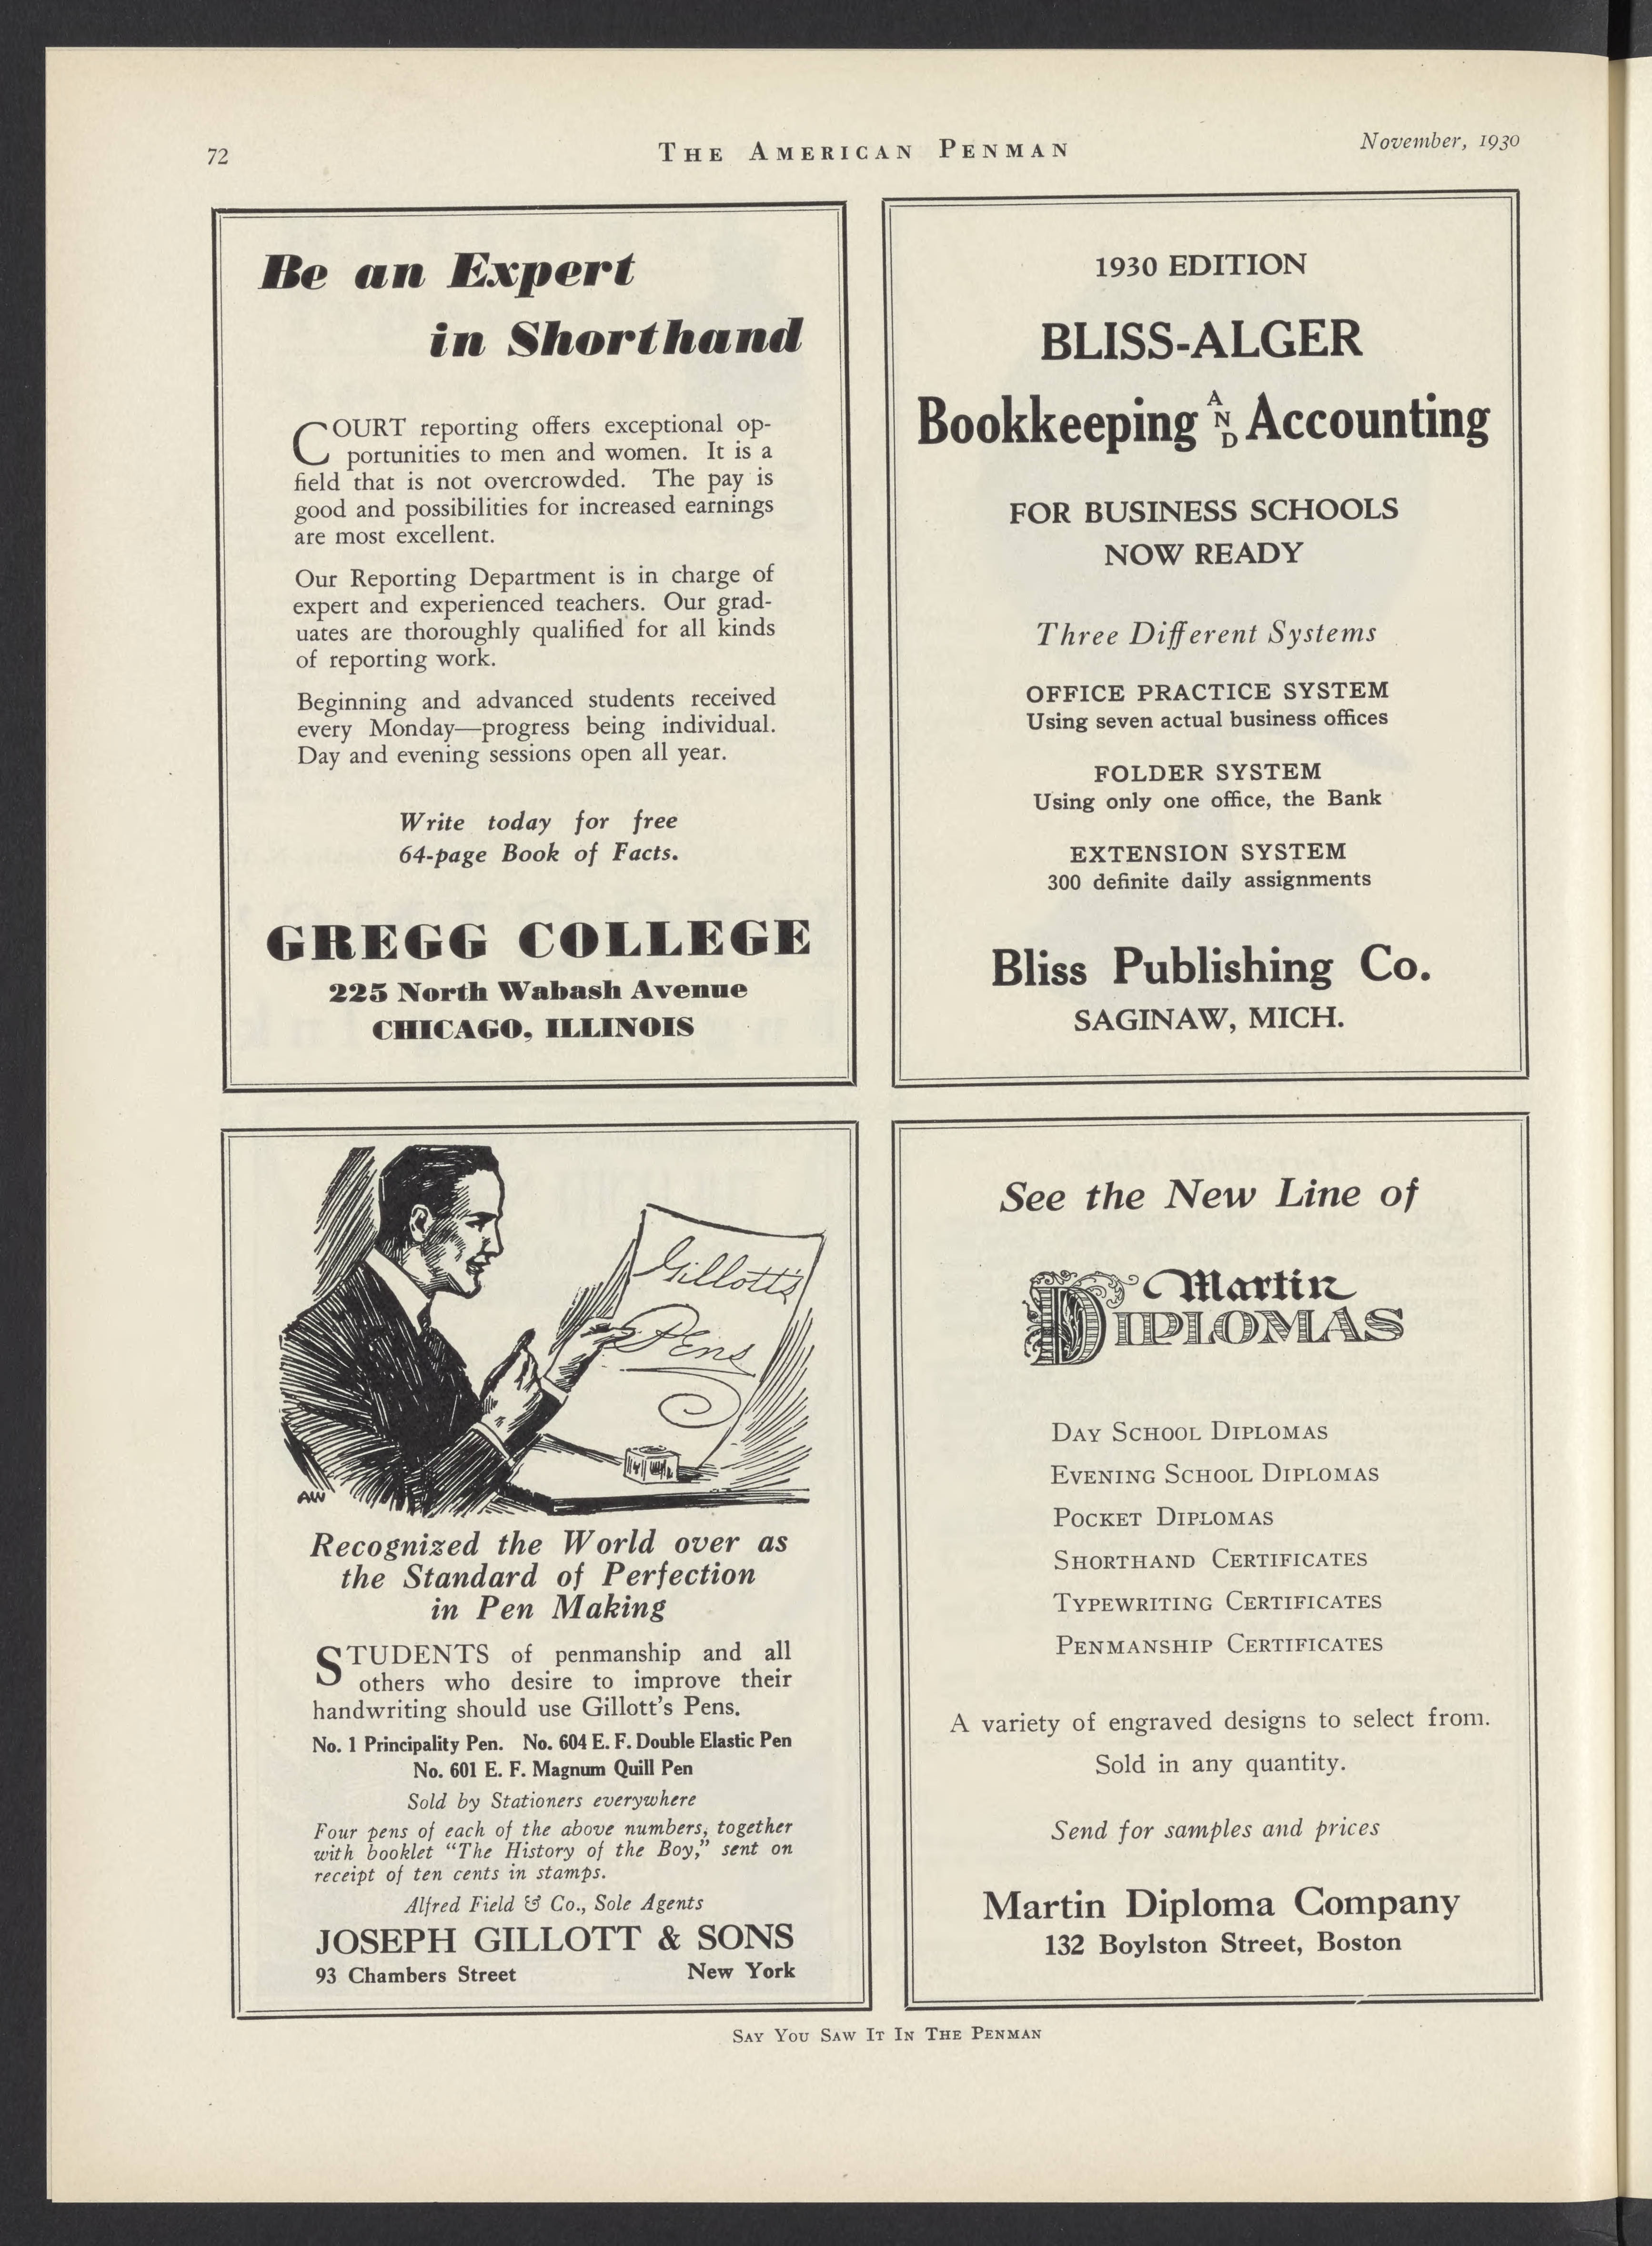 72
THE AMERICAN PENMAN
November, 1930
Be an Expert
in Shorthand
COURT reporting offers exceptional op-
portunities to men and women. It is a
field that is not overcrowded. The pay is
good and possibilities for increased earnings
are most excellent.
Our Reporting Department is in charge of
expert and experienced teachers. Our grad-
uates are thoroughly qualified for all kinds
of reporting work.
Beginning and advanced students received
every Monday—progress being individual.
Day and evening sessions open all year.
Write today for free
64-page Book of Facts.
GREGG COLLEGE
225 North Wabash Avenue
CHICAGO, ILLINOIS
1930 EDITION
BLISS-ALGER
Bookkeeping AND Accounting
FOR BUSINESS SCHOOLS
NOW READY
Three Different Systems
OFFICE PRACTICE SYSTEM
Using seven actual business offices
FOLDER SYSTEM
Using only one office, the Bank
EXTENSION SYSTEM
300 definite daily assignments
Bliss Publishing Co.
SAGINAW, MICH.
Gillott's
Pens
AW
Recognized the World over as
the Standard of Perfection
in Pen Making
STUDENTS of penmanship and all
others who desire to improve their
handwriting should use Gillott's Pens.
No. 1 Principality Pen. No. 604 E. F. Double Elastic Pen
No. 601 E. F. Magnum Quill Pen
Sold by Stationers everywhere
Four pens of each of the above numbers, together
with booklet "The History of the Boy," sent on
receipt of ten cents in stamps.
Alfred Field & Co., Sole Agents
JOSEPH GILLOTT & SONS
93 Chambers Street New York
See the New Line of
Martin
DIPLOMAS
DAY SCHOOL DIPLOMAS
EVENING SCHOOL DIPLOMAS
POCKET DIPLOMAS
SHORTHAND CERTIFICATES
TYPEWRITING CERTIFICATES
PENMANSHIP CERTIFICATES
A variety of engraved designs to select from.
Sold in any quantity.
Send for samples and prices
Martin Diploma Company
132 Boylston Street, Boston
SAY YOU SAW IT IN THE PENMAN